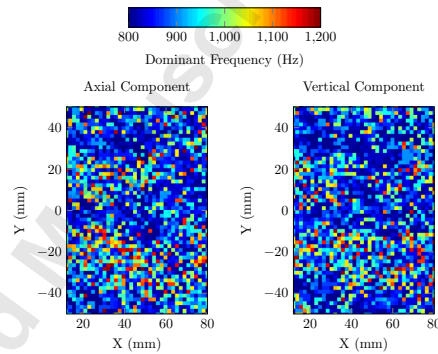 800 900 1,000 1,100 1,200
Dominant Frequency (Hz)
Axial Component Vertical Component
40 40
20 20
0 0
−20 −20
−40 −40
Y (mm) Y (mm)
20 40 60 80 20 40 60 80
X (mm) X (mm)